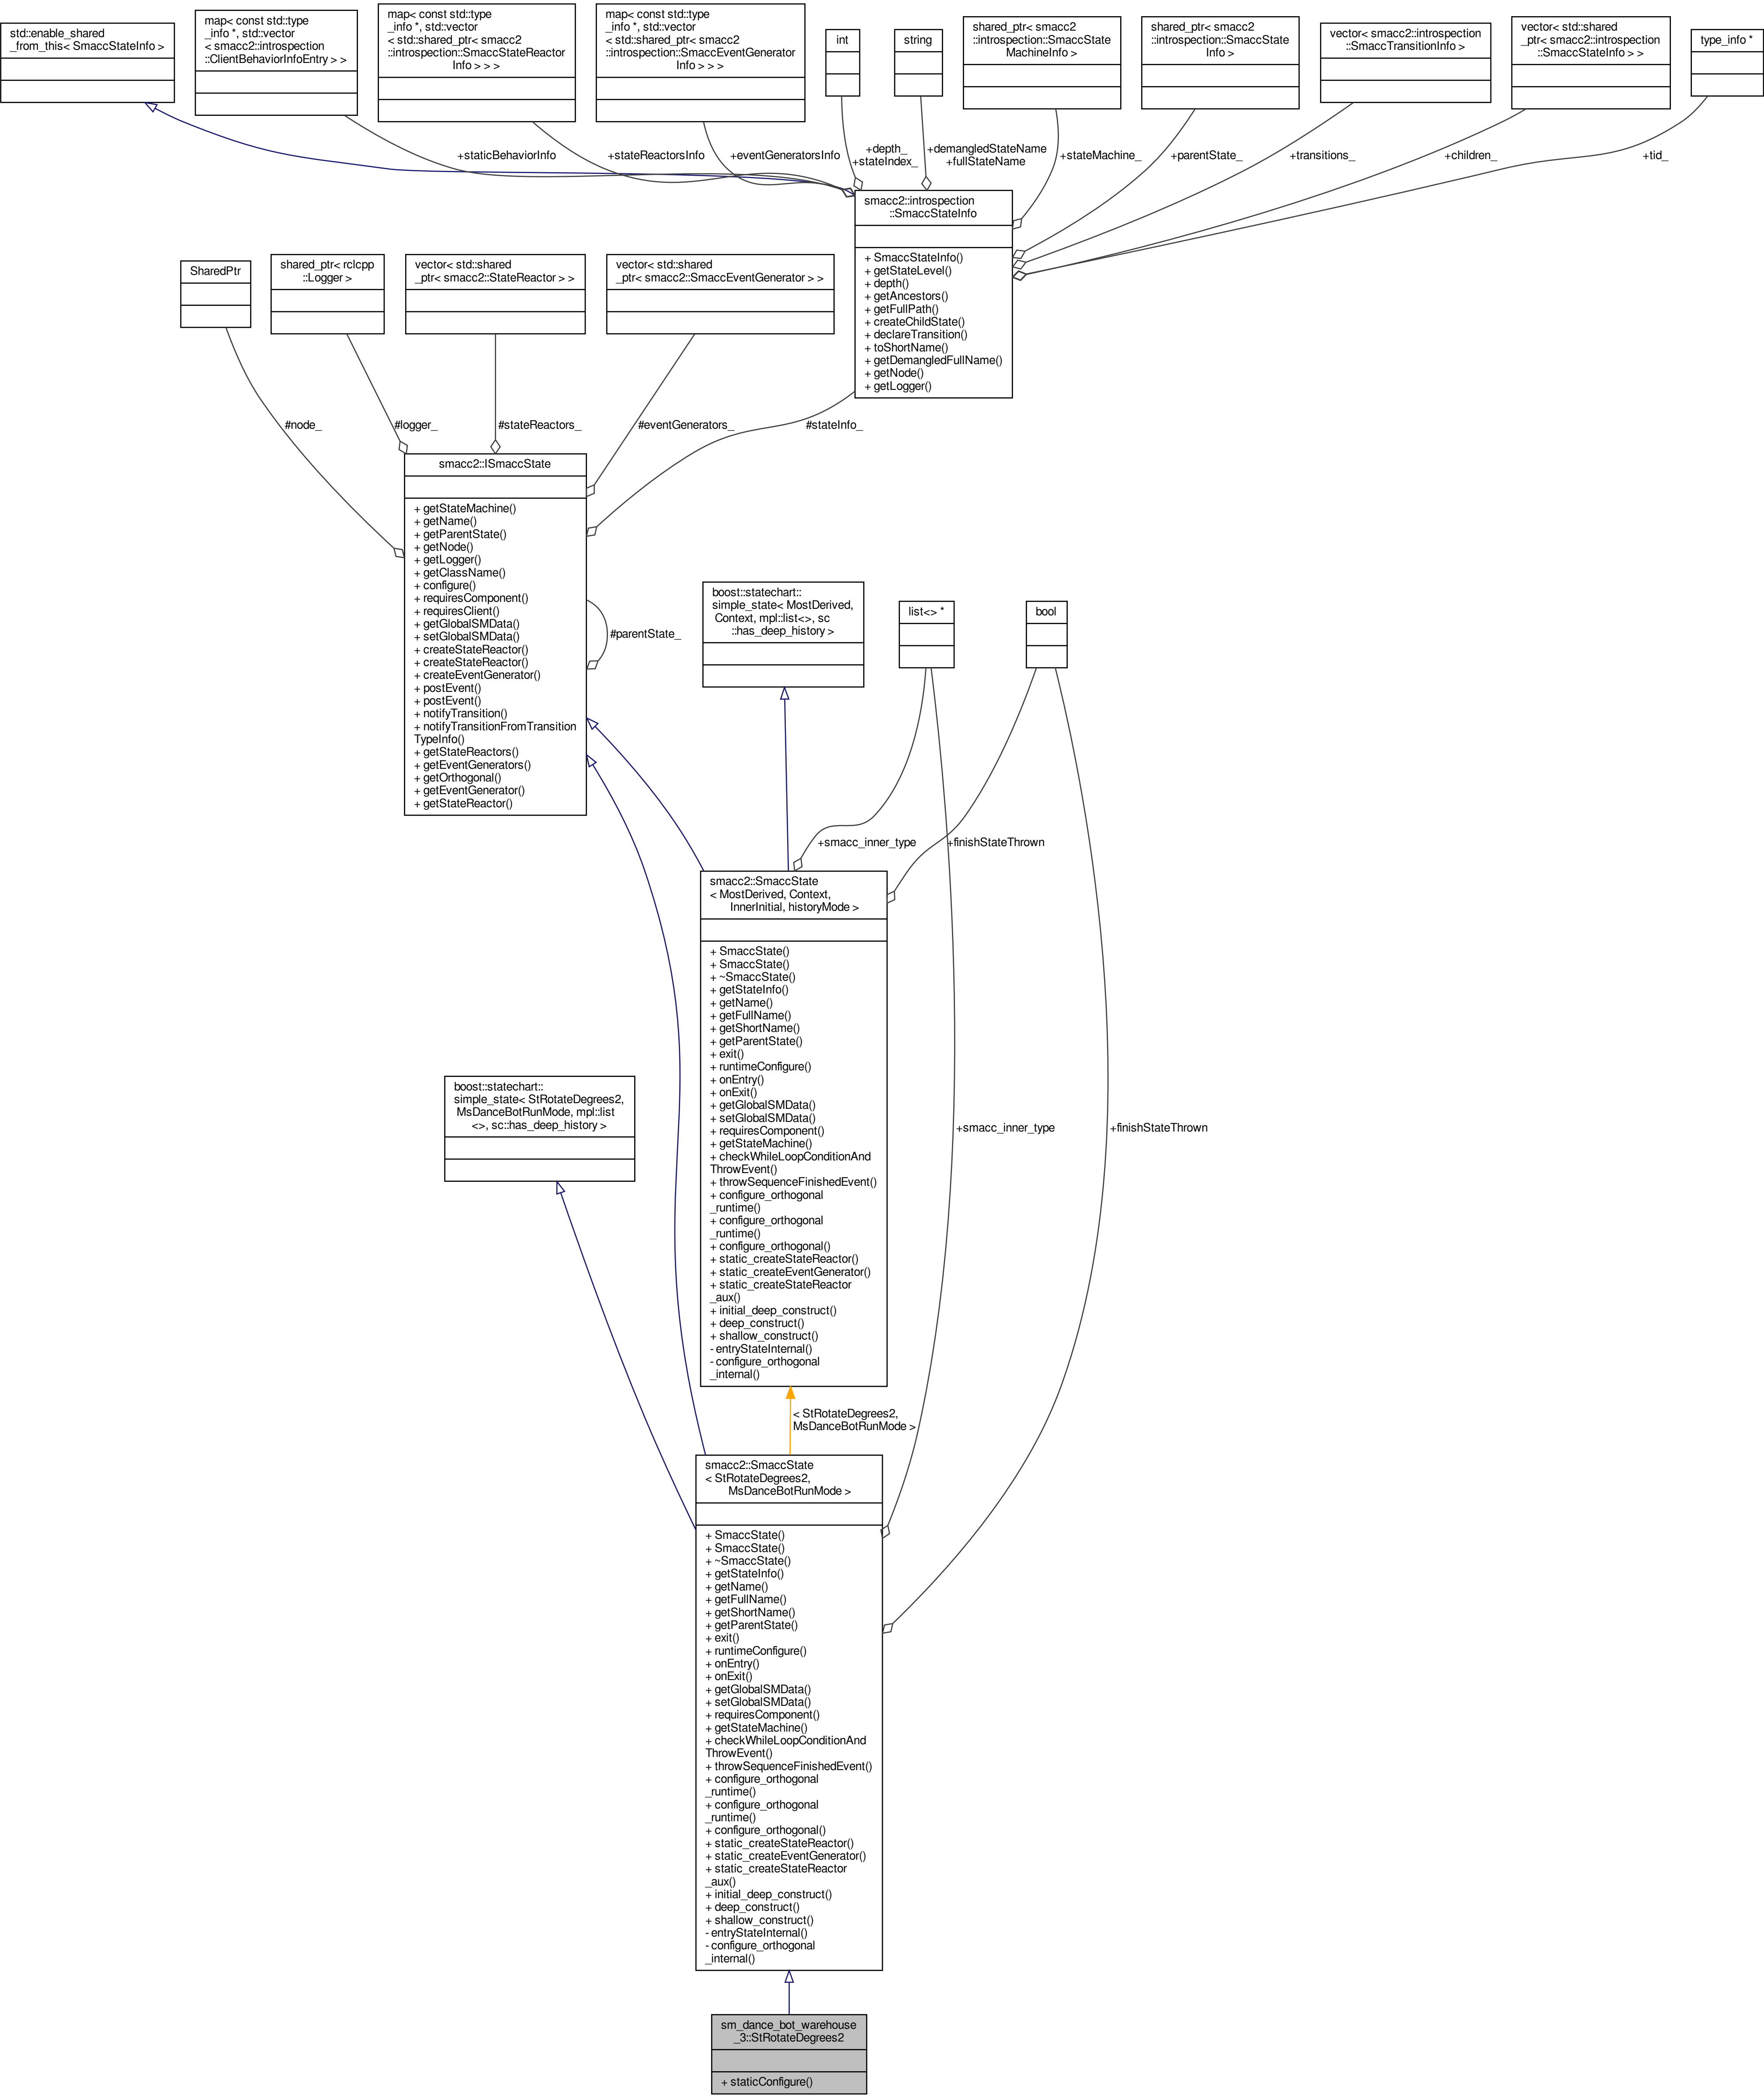 std::enable_shared
_from_this< SmaccStateInfo >
map< const std::type
_info *, std::vector
< smacc2::introspection
::ClientBehaviorInfoEntry > >
map< const std::type
_info *, std::vector
< std::shared_ptr< smacc2
::introspection::SmaccStateReactor
Info > > >
map< const std::type
_info *, std::vector
< std::shared_ptr< smacc2
::introspection::SmaccEventGenerator
Info > > >
int
string
shared_ptr< smacc2
::introspection::SmaccState
MachineInfo >
shared_ptr< smacc2
::introspection::SmaccState
Info >
vector< smacc2::introspection
::SmaccTransitionInfo >
vector< std::shared
_ptr< smacc2::introspection
::SmaccStateInfo > >
type_info *
+staticBehaviorInfo
+stateReactorsInfo
+eventGeneratorsInfo
+depth_
+stateIndex_
+demangledStateName
+fullStateName
+stateMachine_
+parentState_
+transitions_
+children_
+tid_
smacc2::introspection
::SmaccStateInfo
+ SmaccStateInfo()
+ getStateLevel()
+ depth()
+ getAncestors()
+ getFullPath()
+ createChildState()
+ declareTransition()
+ toShortName()
+ getDemangledFullName()
+ getNode()
+ getLogger()
SharedPtr
shared_ptr< rclcpp
::Logger >
vector< std::shared
_ptr< smacc2::StateReactor > >
vector< std::shared
_ptr< smacc2::SmaccEventGenerator > >
#node_
#logger_
#stateReactors_
#eventGenerators_
#stateInfo_
smacc2::ISmaccState
+ getStateMachine()
+ getName()
+ getParentState()
+ getNode()
+ getLogger()
+ getClassName()
+ configure()
+ requiresComponent()
+ requiresClient()
+ getGlobalSMData()
+ setGlobalSMData()
+ createStateReactor()
+ createStateReactor()
+ createEventGenerator()
+ postEvent()
+ postEvent()
+ notifyTransition()
+ notifyTransitionFromTransition
TypeInfo()
+ getStateReactors()
+ getEventGenerators()
+ getOrthogonal()
+ getEventGenerator()
+ getStateReactor()
#parentState_
boost::statechart::
simple_state< MostDerived,
Context, mpl::list<>, sc
::has_deep_history >
list<> *
bool
+smacc_inner_type
+finishStateThrown
smacc2::SmaccState
< MostDerived, Context,
InnerInitial, historyMode >
+ SmaccState()
+ SmaccState()
+ ~SmaccState()
+ getStateInfo()
+ getName()
+ getFullName()
+ getShortName()
+ getParentState()
+ exit()
+ runtimeConfigure()
+ onEntry()
+ onExit()
+ getGlobalSMData()
+ setGlobalSMData()
+ requiresComponent()
+ getStateMachine()
+ checkWhileLoopConditionAnd
ThrowEvent()
+ throwSequenceFinishedEvent()
+ configure_orthogonal
_runtime()
+ configure_orthogonal
_runtime()
+ configure_orthogonal()
+ static_createStateReactor()
+ static_createEventGenerator()
+ static_createStateReactor
_aux()
+ initial_deep_construct()
+ deep_construct()
+ shallow_construct()
- entryStateInternal()
- configure_orthogonal
_internal()
boost::statechart::
simple_state< StRotateDegrees2,
MsDanceBotRunMode, mpl::list
<>, sc::has_deep_history >
+smacc_inner_type
+finishStateThrown
< StRotateDegrees2,
MsDanceBotRunMode >
smacc2::SmaccState
< StRotateDegrees2,
MsDanceBotRunMode >
+ SmaccState()
+ SmaccState()
+ ~SmaccState()
+ getStateInfo()
+ getName()
+ getFullName()
+ getShortName()
+ getParentState()
+ exit()
+ runtimeConfigure()
+ onEntry()
+ onExit()
+ getGlobalSMData()
+ setGlobalSMData()
+ requiresComponent()
+ getStateMachine()
+ checkWhileLoopConditionAnd
ThrowEvent()
+ throwSequenceFinishedEvent()
+ configure_orthogonal
_runtime()
+ configure_orthogonal
_runtime()
+ configure_orthogonal()
+ static_createStateReactor()
+ static_createEventGenerator()
+ static_createStateReactor
_aux()
+ initial_deep_construct()
+ deep_construct()
+ shallow_construct()
- entryStateInternal()
- configure_orthogonal
_internal()
sm_dance_bot_warehouse
_3::StRotateDegrees2
+ staticConfigure()